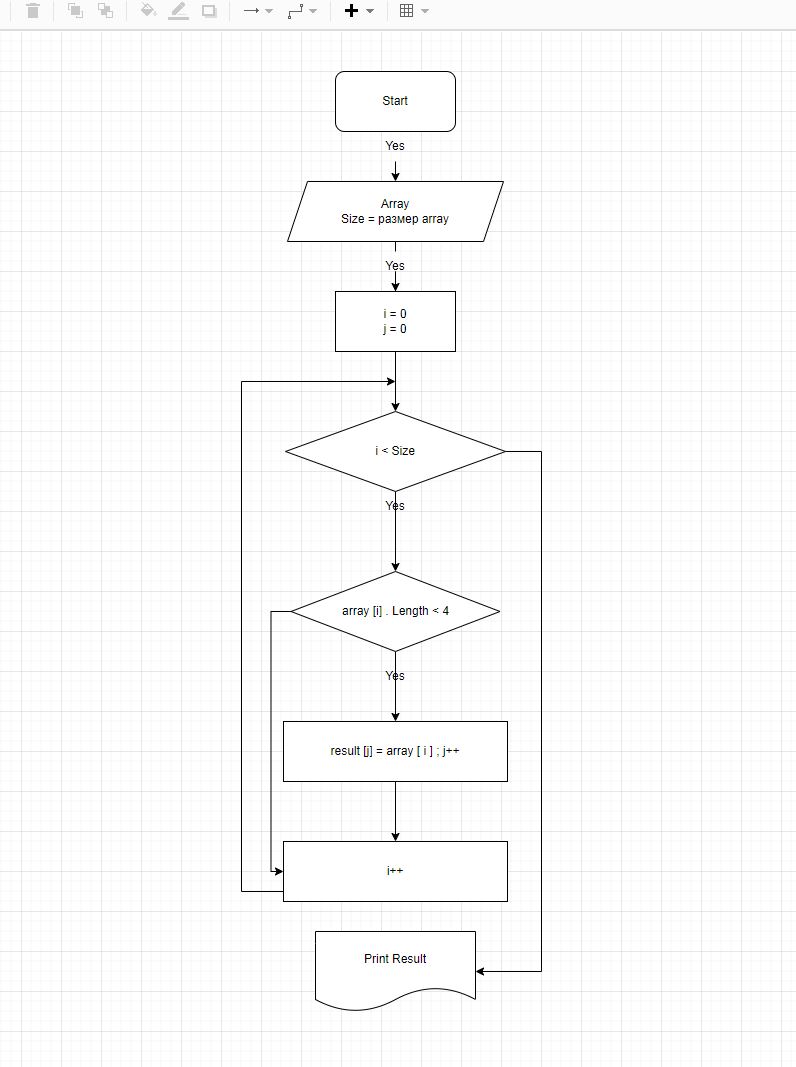 Start
Yes
Array
Size = размер array
Yes
i = 0
j = 0
i < Size
Yes
array [i] . Length < 4
Yes
result [j] = array [ i ] ; j++
i++
Print Result